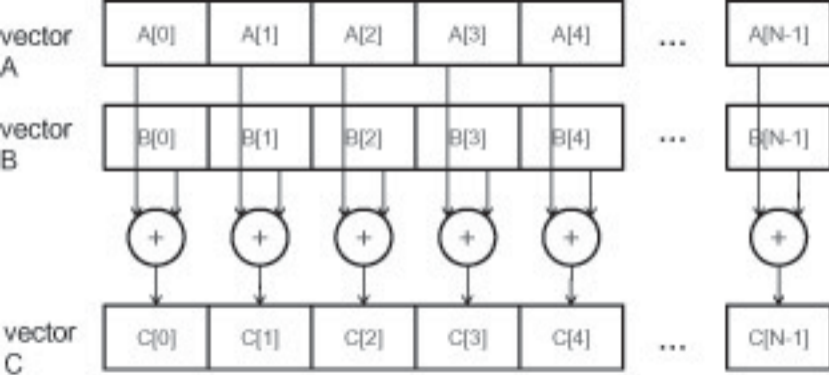 vector
A
A[0] A[1] A[2] A[3] A[4] ... A[N-1]
vector
B
B[0] B[1] B[2] B[3] B[4] ... B[N-1]
+ + + + + +
vector
C
C[0] C[1] C[2] C[3] C[4] ... C[N-1]